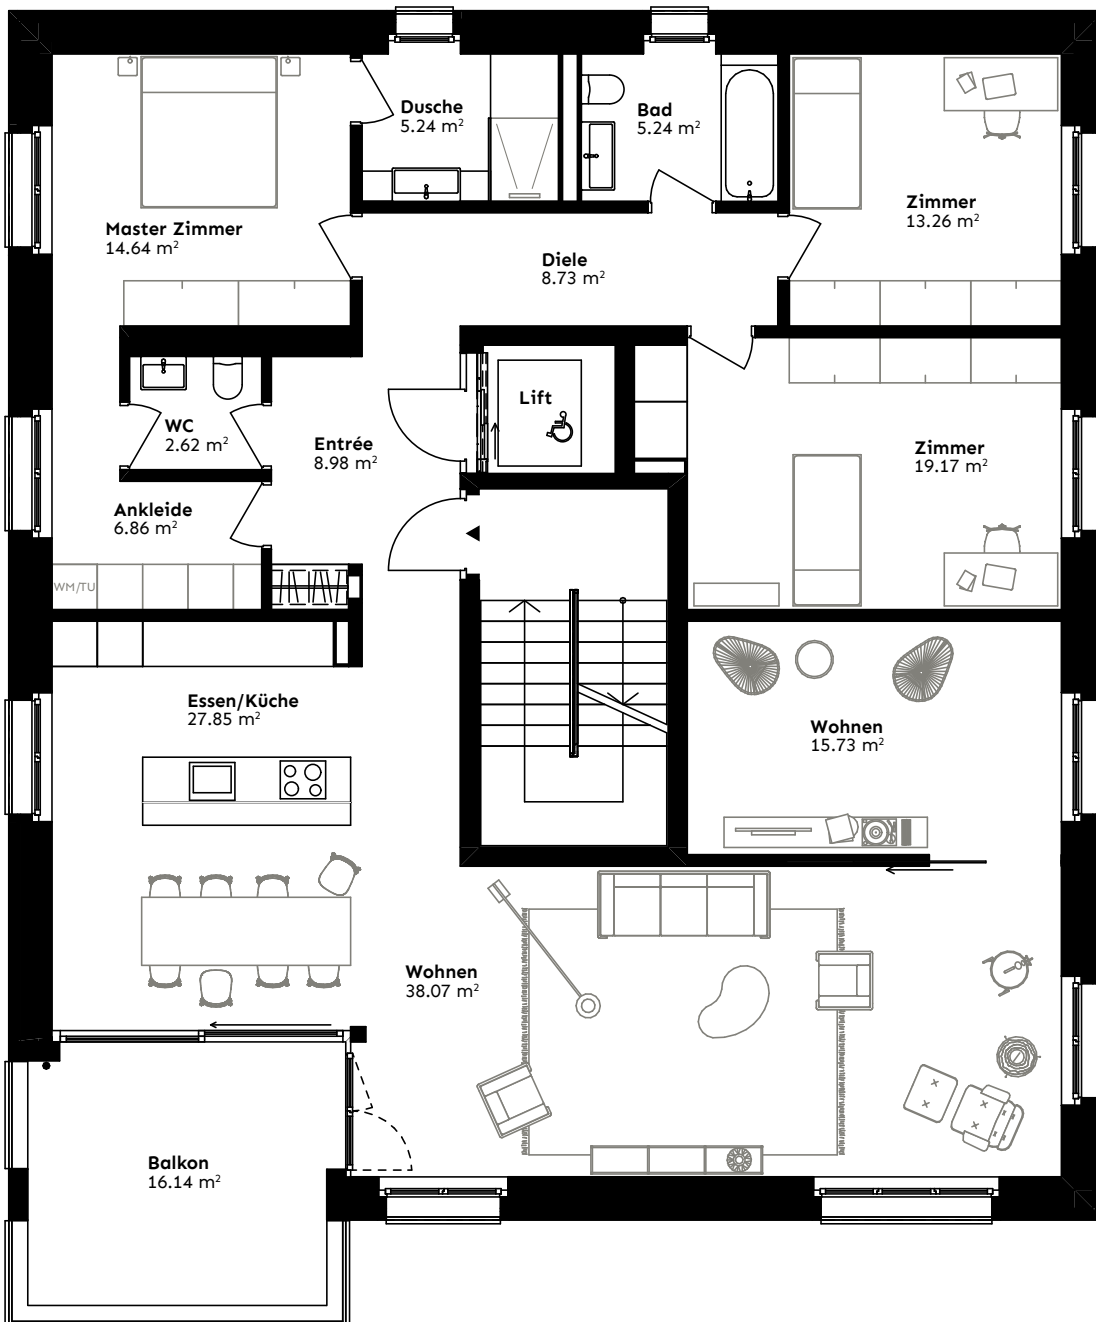 Dusche
5.24 m²
Bad
5.24 m²
Zimmer
13.26 m²
Master Zimmer
14.64 m²
Diele
8.73 m²
Lift
WC
2.62 m²
Entrée
8.98 m²
Zimmer
19.17 m²
Ankleide
6.86 m²
WM/TU
Essen/Küche
27.85 m²
Wohnen
15.73 m²
Wohnen
38.07 m²
Balkon
16.14 m²